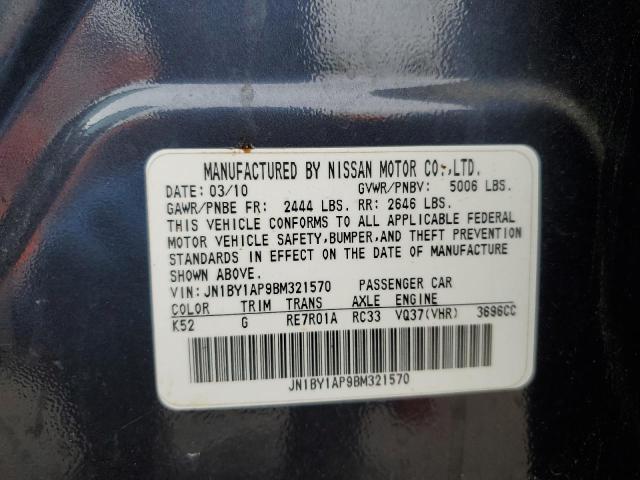 MANUFACTURED BY NISSAN MOTOR CO.,LTD.
DATE: 03/10 GVWR/PNBV: 5006 LBS.
GAWR/PNBE FR: 2444 LBS. RR: 2646 LBS.
THIS VEHICLE CONFORMS TO ALL APPLICABLE FEDERAL
MOTOR VEHICLE SAFETY,BUMPER,AND THEFT PREVENTION
STANDARDS IN EFFECT ON THE DATE OF MANUFACTURE
SHOWN ABOVE.
VIN: JN1BY1AP9BM321570 PASSENGER CAR
COLOR TRIM TRANS AXLE ENGINE
K52 G RE7R01A RC33 VQ37(VHR) 3696CC
JN1BY1AP9BM321570